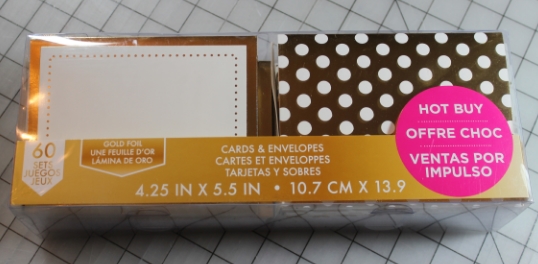 60
SETS
JUEGOS
JEUX
GOLD FOIL
UNE FEUILLE D'OR
LÁMINA DE ORO
CARDS & ENVELOPES
CARTES ET ENVELOPPES
TARJETAS Y SOBRES
4.25 IN X 5.5 IN • 10.7 CM X 13.9
HOT BUY
OFFRE CHOC
VENTAS POR
IMPULSO